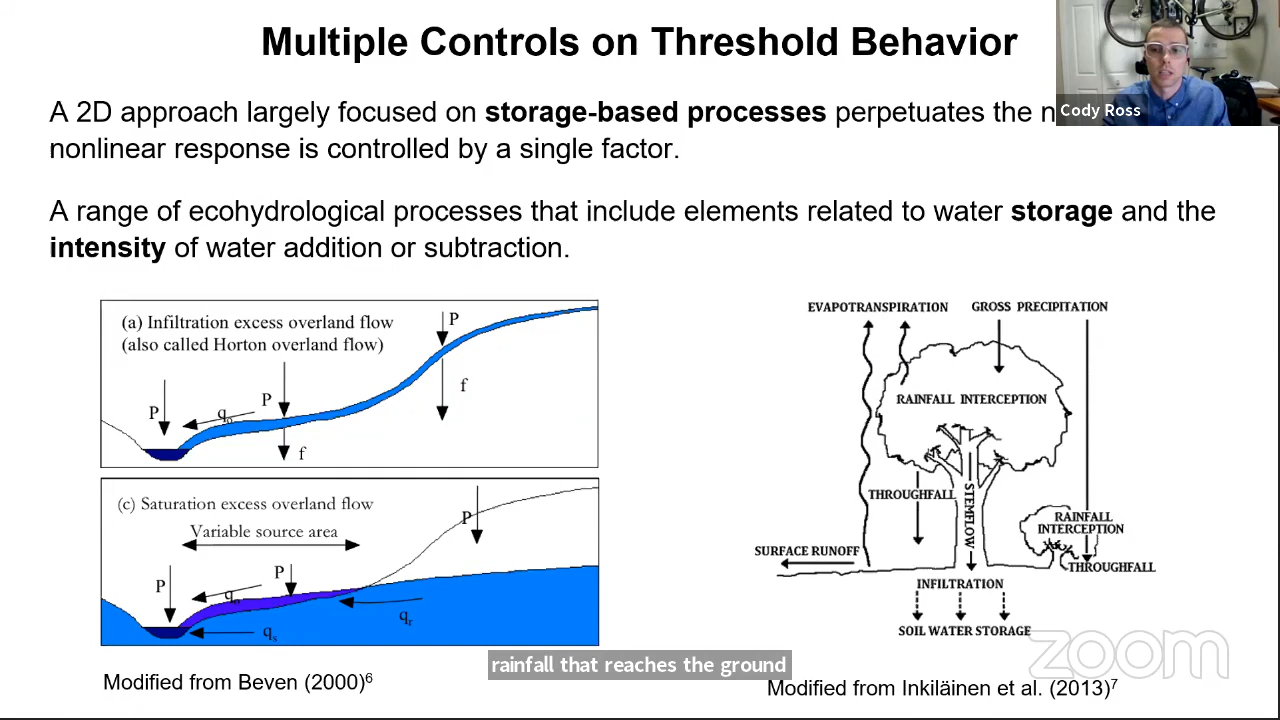 Multiple Controls on Threshold Behavior
Cody Ross
A 2D approach largely focused on storage-based processes perpetuates the
nonlinear response is controlled by a single factor.
A range of ecohydrological processes that include elements related to water storage and the
intensity of water addition or subtraction.
(a) Infiltration excess overland flow
(also called Horton overland flow)
P
f
P
qo
P
f
(c) Saturation excess overland flow
Variable source area
P
P
P
qo
qr
qs
Modified from Beven (2000)6
EVAPOTRANSPIRATION
GROSS PRECIPITATION
RAINFALL INTERCEPTION
THROUGHFALL
STEMFLOW
RAINFALL
INTERCEPTION
THROUGHFALL
SURFACE RUNOFF
INFILTRATION
SOIL WATER STORAGE
Modified from Inkiläinen et al. (2013)7
rainfall that reaches the ground
zoom